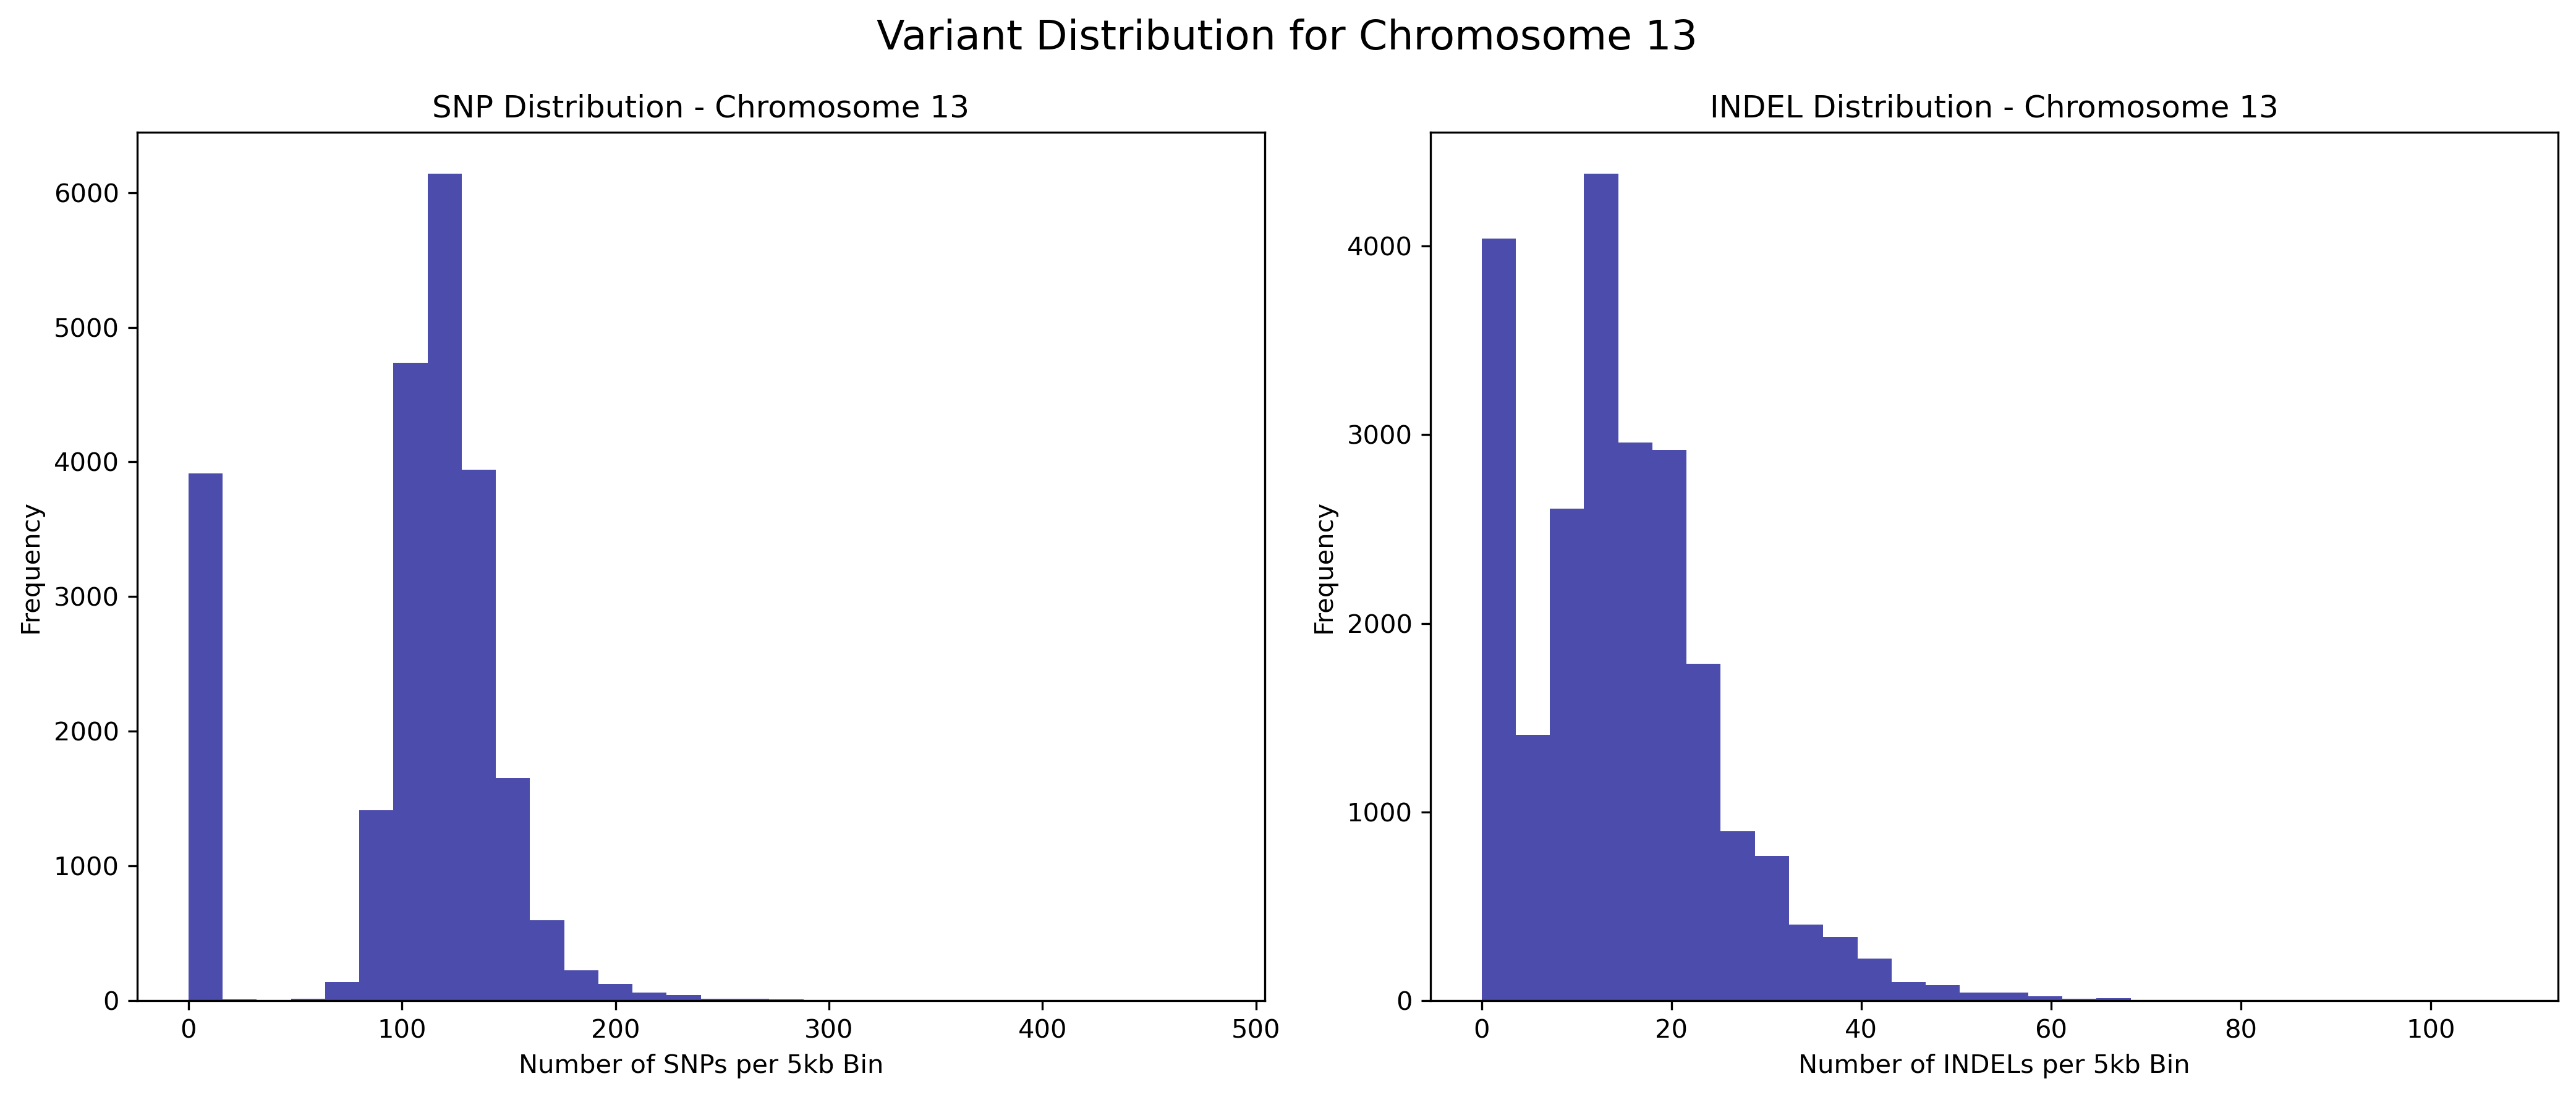 Variant Distribution for Chromosome 13
SNP Distribution - Chromosome 13
Frequency
6000
5000
4000
3000
2000
1000
0
0 100 200 300 400 500
Number of SNPs per 5kb Bin
INDEL Distribution - Chromosome 13
Frequency
4000
3000
2000
1000
0
0 20 40 60 80 100
Number of INDELs per 5kb Bin